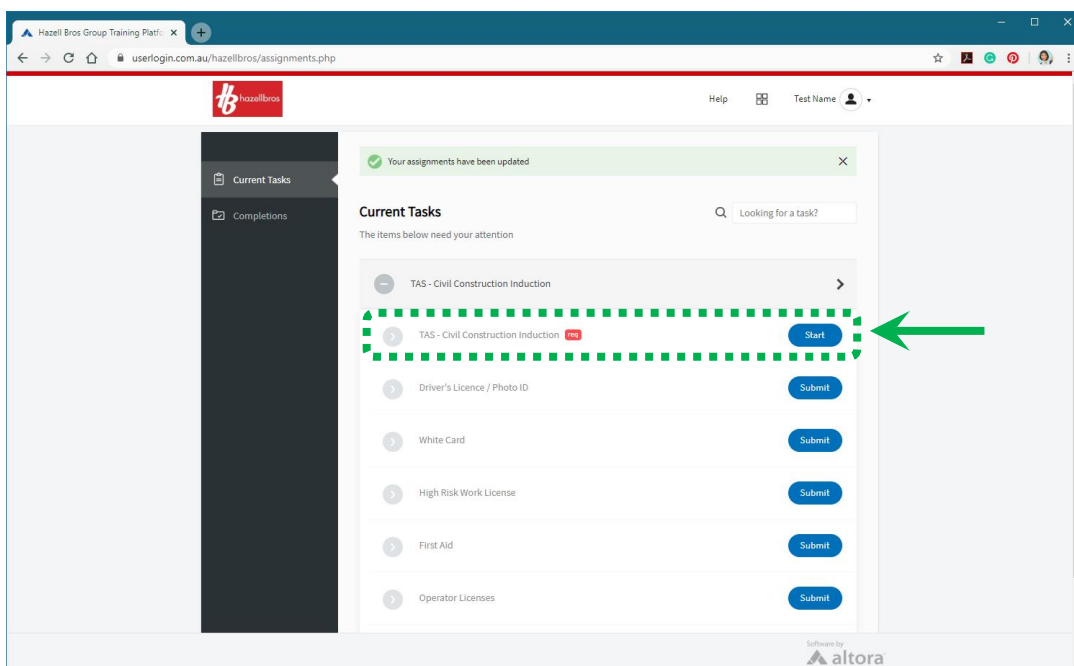 Hazell Bros Group Training Platfo
userlogin.com.au/hazellbros/assignments.php
hb hazellbros
Help
Test Name
Current Tasks
Completions
Your assignments have been updated
Current Tasks
Looking for a task?
The items below need your attention
TAS - Civil Construction Induction
TAS - Civil Construction Induction req
Start
Driver's Licence / Photo ID
Submit
White Card
Submit
High Risk Work License
Submit
First Aid
Submit
Operator Licenses
Submit
Software by
altora